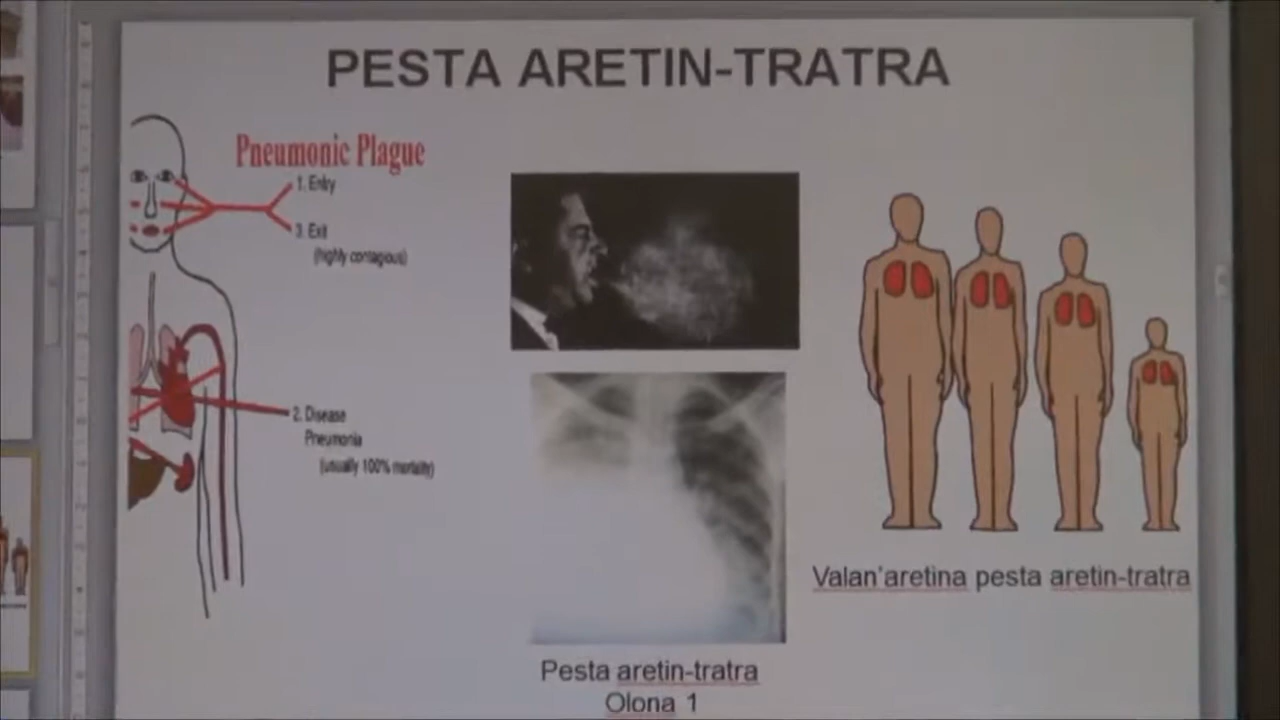 PESTA ARETIN-TRATRA
Pneumonic Plague
1. Entry
3. Exit
(highly contagious)
2. Disease
Pneumonia
(usually 100% mortality)
Valan'aretina pesta aretin-tratra
Pesta aretin-tratra
Olona 1